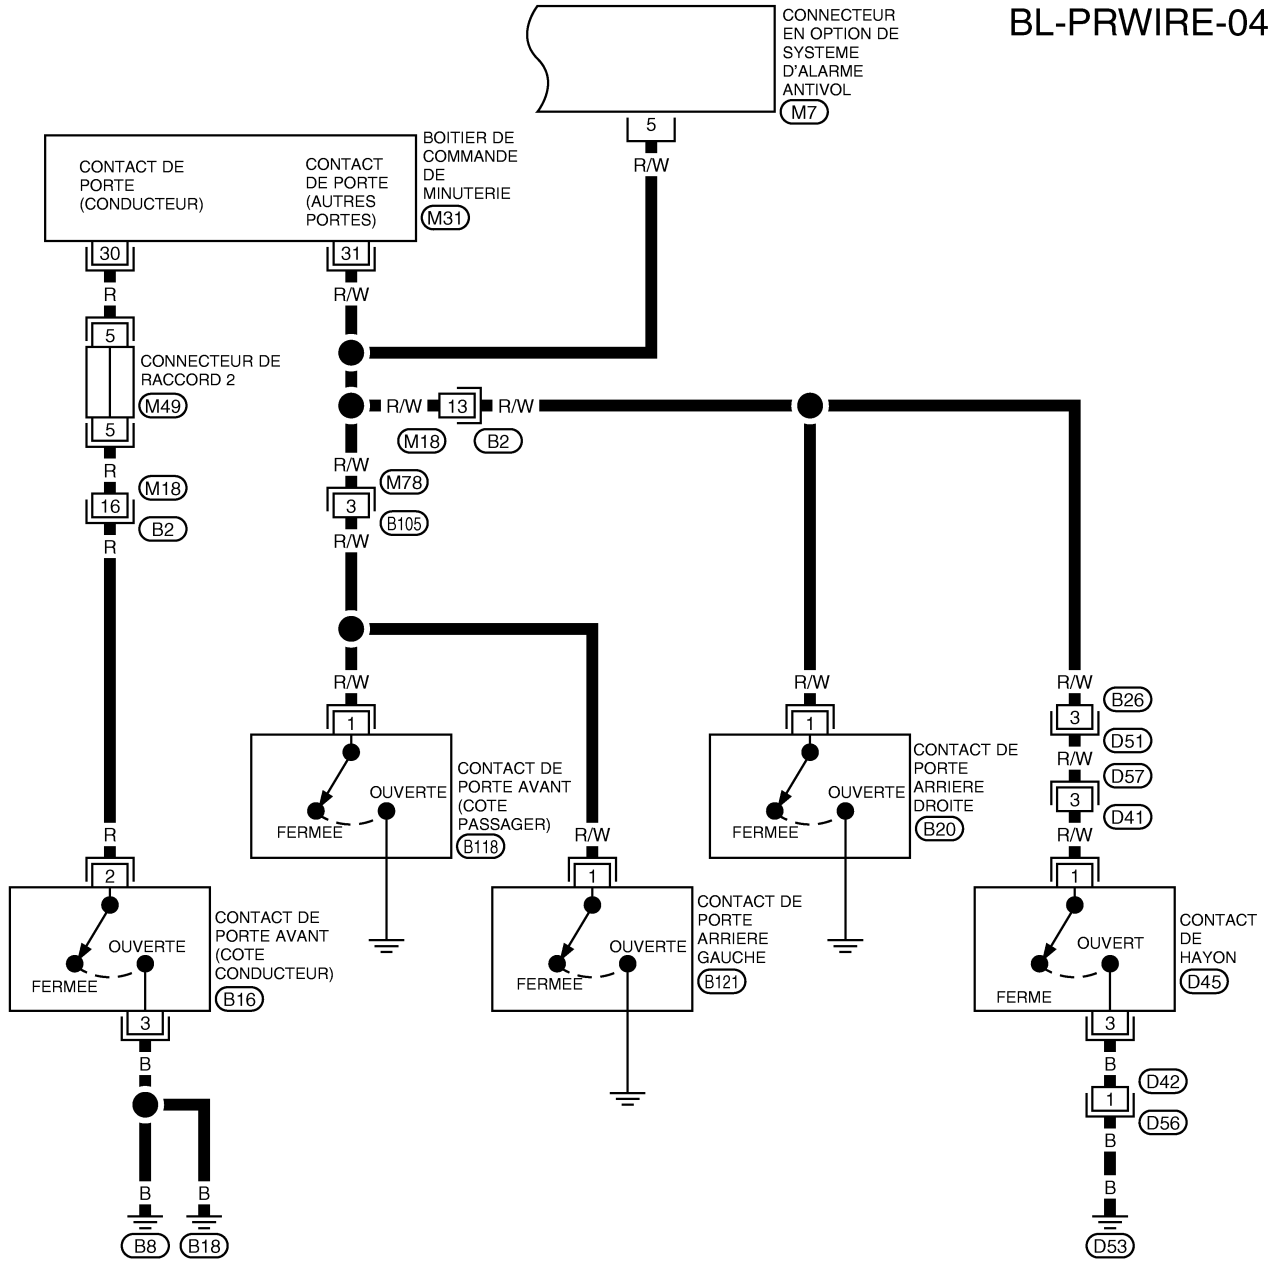 BL-PRWIRE-04
CONNECTEUR
EN OPTION DE
SYSTEME
D'ALARME
ANTIVOL
M7
5
R/W
BOITIER DE
COMMANDE
DE
MINUTERIE
M31
CONTACT DE
PORTE
(CONDUCTEUR)
CONTACT
DE PORTE
(AUTRES
PORTES)
30
31
R
R/W
5
CONNECTEUR DE
RACCORD 2
M49
5
R
M18
16
B2
R
R/W
13
R/W
M18
B2
R/W
M78
3
B105
R/W
R/W
R/W
R/W
B26
3
D51
R/W
D57
3
D41
R/W
1
OUVERTE
FERMEE
CONTACT DE
PORTE AVANT
(COTE
PASSAGER)
B118
1
OUVERTE
FERMEE
CONTACT DE
PORTE
ARRIERE
DROITE
B20
R
2
OUVERTE
FERMEE
CONTACT DE
PORTE AVANT
(COTE
CONDUCTEUR)
B16
3
B
B
B
B8
B18
R/W
1
OUVERTE
FERMEE
CONTACT DE
PORTE
ARRIERE
GAUCHE
B121
1
OUVERT
FERME
CONTACT
DE
HAYON
D45
3
B
D42
1
D56
B
B
D53